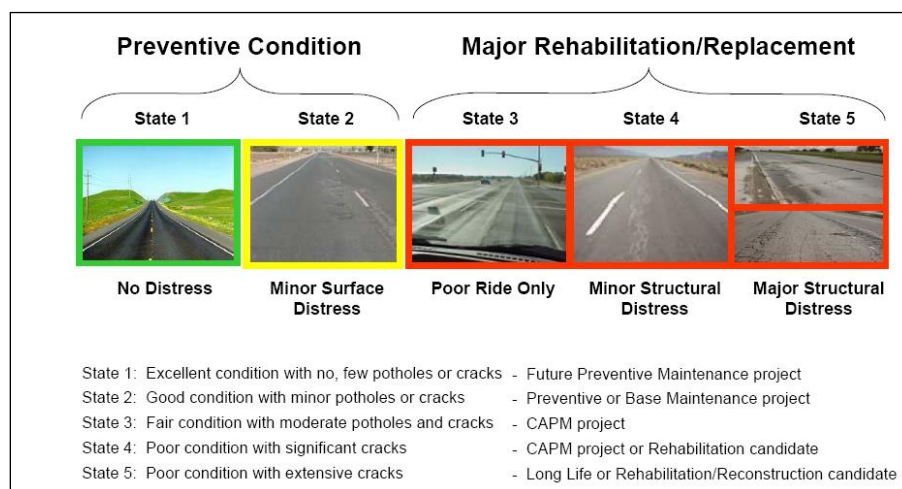 Preventive Condition
Major Rehabilitation/Replacement
State 1
State 2
State 3
State 4
State 5
No Distress
Minor Surface
Distress
Poor Ride Only
Minor Structural
Distress
Major Structural
Distress
State 1: Excellent condition with no, few potholes or cracks - Future Preventive Maintenance project
State 2: Good condition with minor potholes or cracks - Preventive or Base Maintenance project
State 3: Fair condition with moderate potholes and cracks - CAPM project
State 4: Poor condition with significant cracks - CAPM project or Rehabilitation candidate
State 5: Poor condition with extensive cracks - Long Life or Rehabilitation/Reconstruction candidate